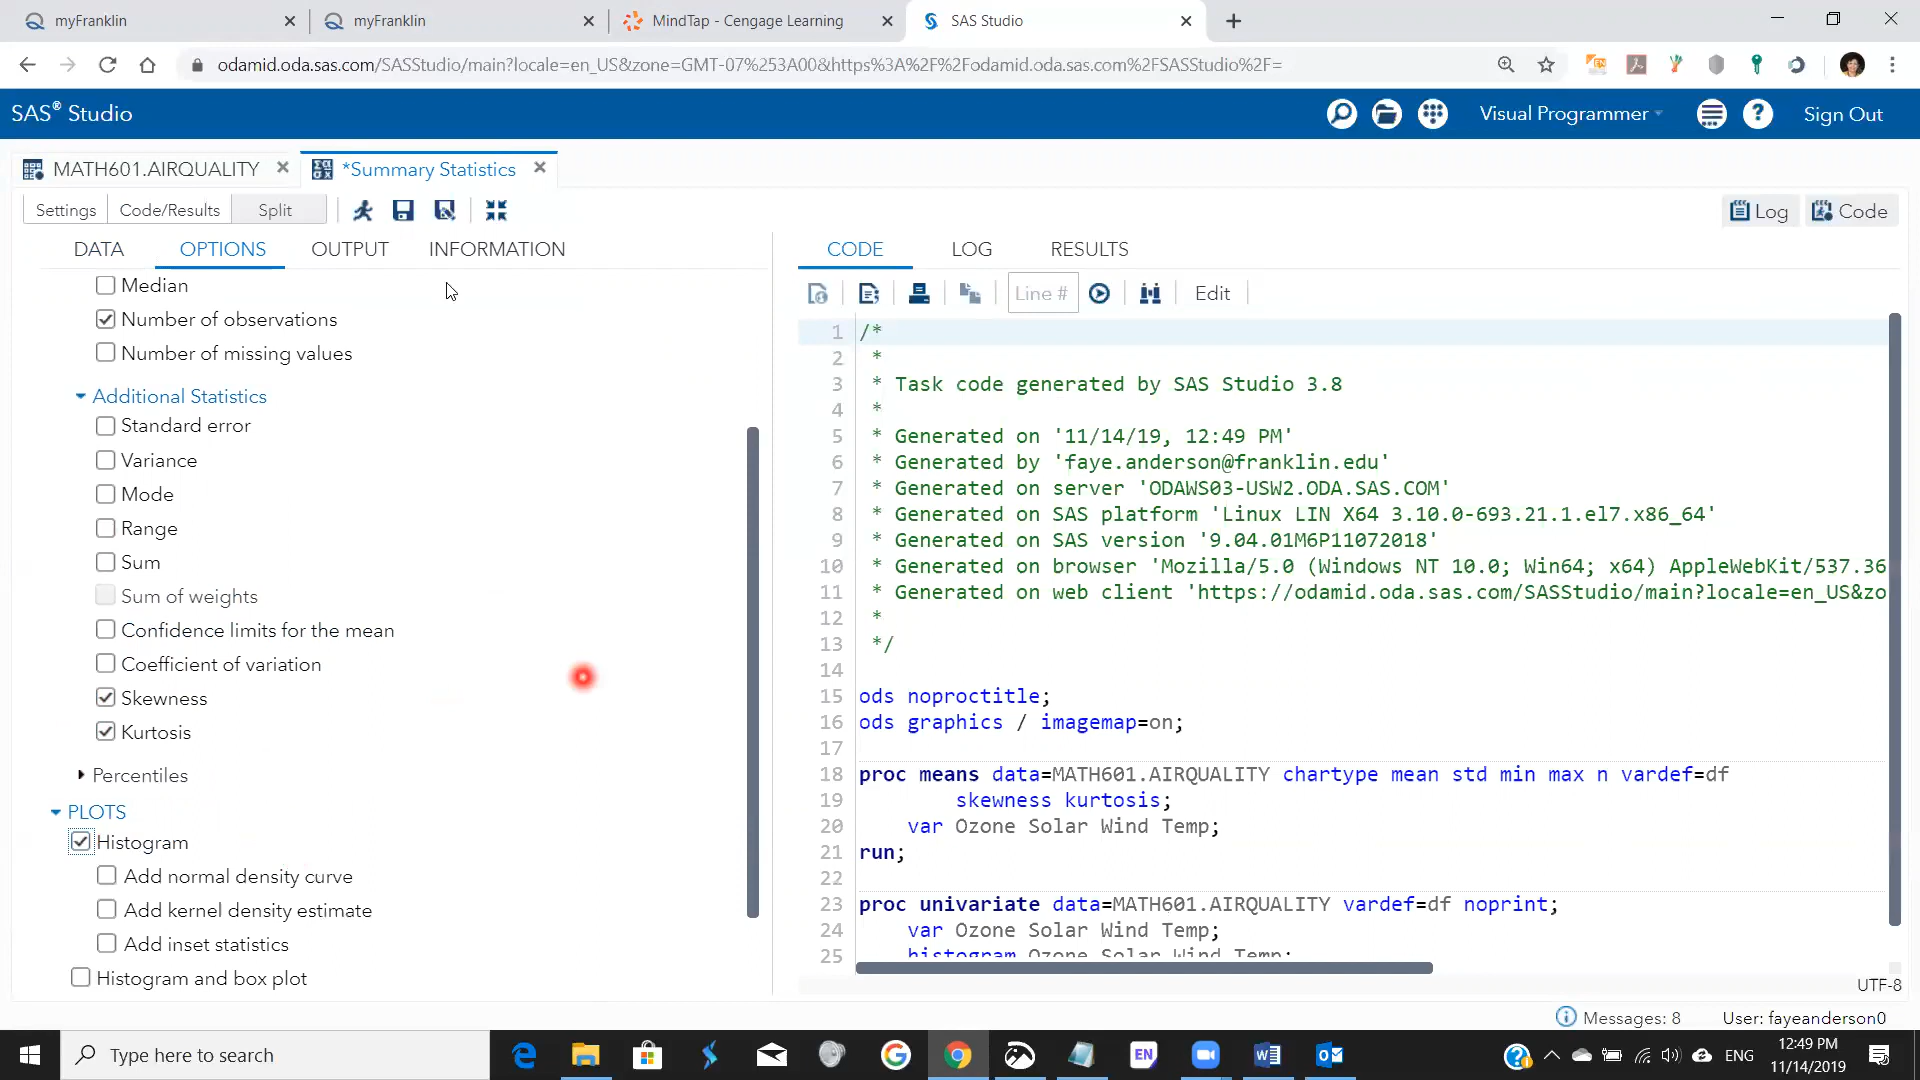 myFranklin
myFranklin
MindTap - Cengage Learning
SAS Studio
odamid.oda.sas.com/SASStudio/main?locale=en_US&zone=GMT-07%253A00&https%3A%2F%2Fodamid.oda.sas.com%2FSASStudio%2F=
SAS® Studio
Visual Programmer
Sign Out
MATH601.AIRQUALITY
*Summary Statistics
Settings
Code/Results
Split
Log
Code
DATA
OPTIONS
OUTPUT
INFORMATION
CODE
LOG
RESULTS
Line #
Edit
Median
Number of observations
Number of missing values
Additional Statistics
Standard error
Variance
Mode
Range
Sum
Sum of weights
Confidence limits for the mean
Coefficient of variation
Skewness
Kurtosis
Percentiles
PLOTS
Histogram
Add normal density curve
Add kernel density estimate
Add inset statistics
Histogram and box plot
1 /*
2 *
3 * Task code generated by SAS Studio 3.8
4 *
5 * Generated on '11/14/19, 12:49 PM'
6 * Generated by 'faye.anderson@franklin.edu'
7 * Generated on server 'ODAWS03-USW2.ODA.SAS.COM'
8 * Generated on SAS platform 'Linux LIN X64 3.10.0-693.21.1.el7.x86_64'
9 * Generated on SAS version '9.04.01M6P11072018'
10 * Generated on browser 'Mozilla/5.0 (Windows NT 10.0; Win64; x64) AppleWebKit/537.36
11 * Generated on web client 'https://odamid.oda.sas.com/SASStudio/main?locale=en_US&zo
12 *
13 */
14
15 ods noproctitle;
16 ods graphics / imagemap=on;
17
18 proc means data=MATH601.AIRQUALITY chartype mean std min max n vardef=df
19 skewness kurtosis;
20 var Ozone Solar Wind Temp;
21 run;
22
23 proc univariate data=MATH601.AIRQUALITY vardef=df noprint;
24 var Ozone Solar Wind Temp;
25 histogram Ozone Solar Wind Temp;
UTF-8
Messages: 8
User: fayeanderson0
Type here to search
EN
ENG
12:49 PM
11/14/2019